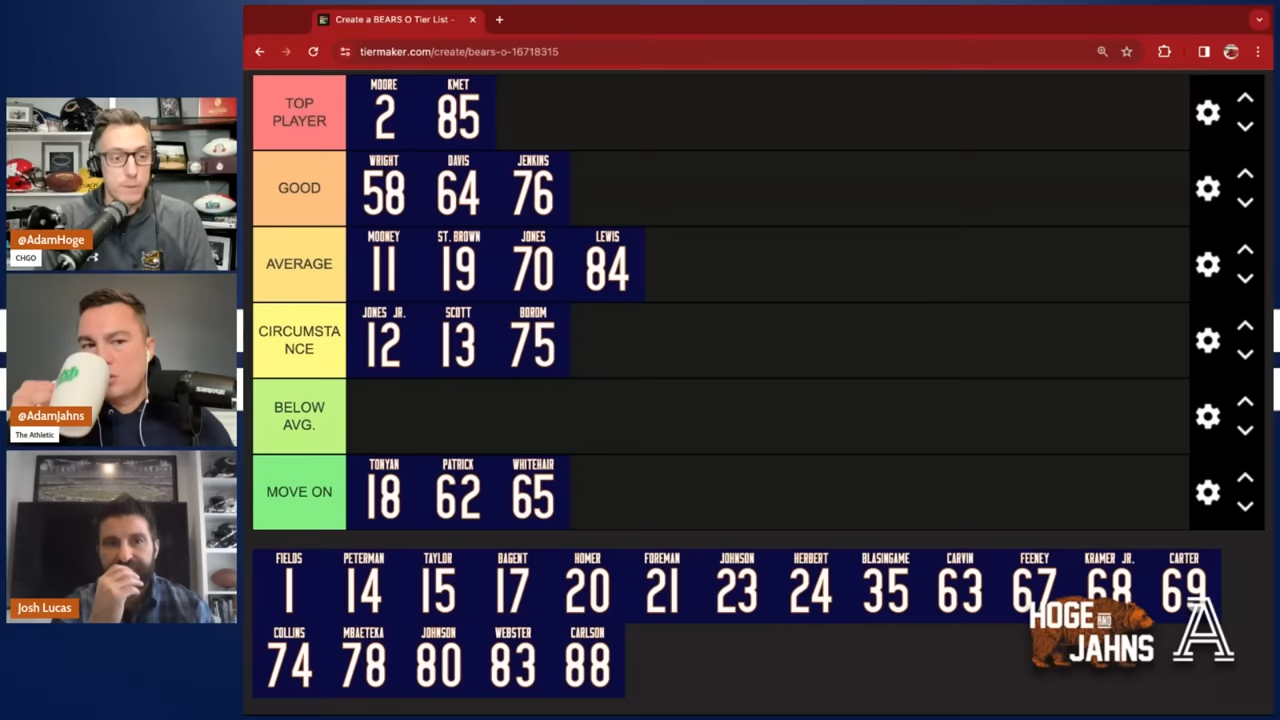 Create a BEARS O Tier List -
tiermaker.com/create/bears-o-16718315
TOP
PLAYER
MOORE KMET
2 85
GOOD
WRIGHT DAVIS JENKINS
58 64 76
AVERAGE
MOONEY ST. BROWN JONES LEWIS
11 19 70 84
CIRCUMSTA
NCE
JONES JR. SCOTT BOROM
12 13 75
BELOW
AVG.
MOVE ON
TONYAN PATRICK WHITEHAIR
18 62 65
FIELDS PETERMAN TAYLOR BAGENT HOMER FOREMAN JOHNSON HERBERT BLASINGAME CARVIN FEENEY KRAMER JR. CARTER
1 14 15 17 20 21 23 24 35 63 67 68 69
COLLINS MBAETEKA JOHNSON WEBSTER CARLSON
74 78 80 83 88
@AdamHoge
CHGO
@AdamJahns
The Athletic
SHURE
Josh Lucas
HOGE AND
JAHNS
A